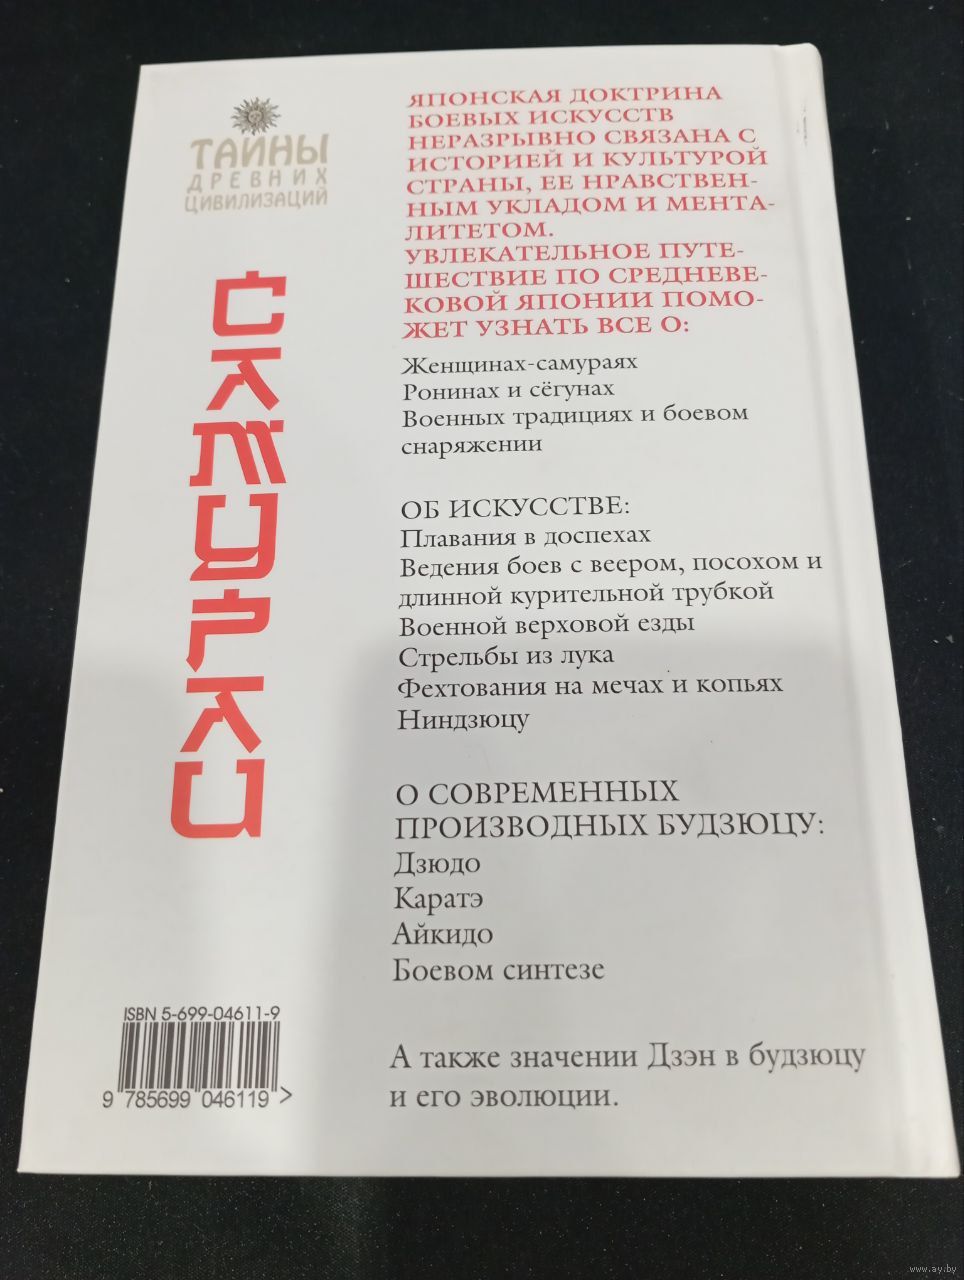 ТАЙНЫ
ДРЕВНИХ
ЦИВИЛИЗАЦИЙ
САМУРАИ
ЯПОНСКАЯ ДОКТРИНА
БОЕВЫХ ИСКУССТВ
НЕРАЗРЫВНО СВЯЗАНА С
ИСТОРИЕЙ И КУЛЬТУРОЙ
СТРАНЫ, ЕЕ НРАВСТВЕН-
НЫМ УКЛАДОМ И МЕНТА-
ЛИТЕТОМ.
УВЛЕКАТЕЛЬНОЕ ПУТЕ-
ШЕСТВИЕ ПО СРЕДНЕВЕ-
КОВОЙ ЯПОНИИ ПОМО-
ЖЕТ УЗНАТЬ ВСЕ О:
Женщинах-самураях
Ронинах и сёгунах
Военных традициях и боевом
снаряжении
ОБ ИСКУССТВЕ:
Плавания в доспехах
Ведения боев с веером, посохом и
длинной курительной трубкой
Военной верховой езды
Стрельбы из лука
Фехтования на мечах и копьях
Ниндзюцу
О СОВРЕМЕННЫХ
ПРОИЗВОДНЫХ БУДЗЮЦУ:
Дзюдо
Каратэ
Айкидо
Боевом синтезе
А также значении Дзэн в будзюцу
и его эволюции.
ISBN 5-699-04611-9
9 785699 046119 >
www.ay.by